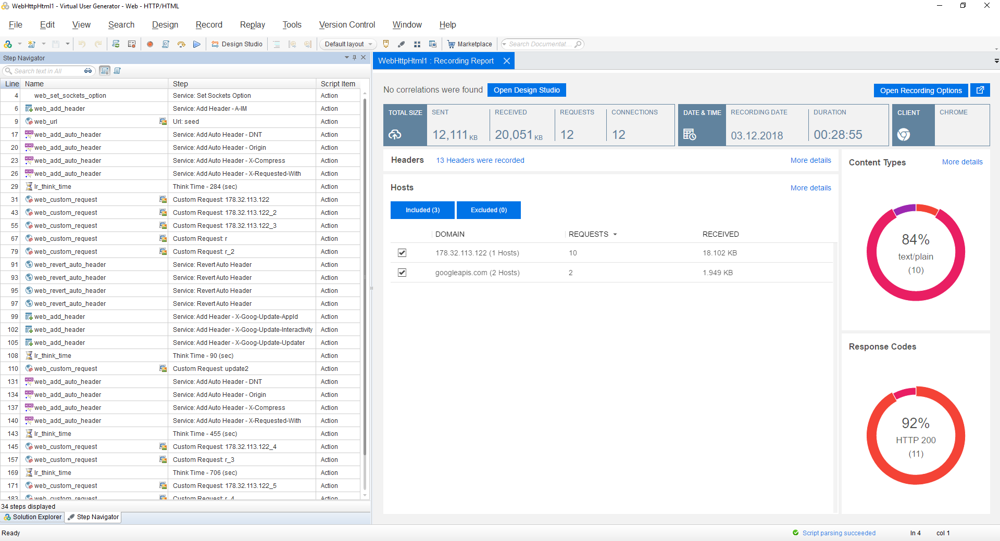 WebHttpHtml1 - Virtual User Generator - Web - HTTP/HTML
File Edit View Search Design Record Replay Tools Version Control Window Help
Design Studio Default layout Marketplace Search Documentat...
Step Navigator
Search text in All
Line Name Step Script Item
4 web_set_sockets_option Service: Set Sockets Option Action
6 web_add_header Service: Add Header - A-IM Action
9 web_url Url: seed Action
17 web_add_auto_header Service: Add Auto Header - DNT Action
20 web_add_auto_header Service: Add Auto Header - Origin Action
23 web_add_auto_header Service: Add Auto Header - X-Compress Action
26 web_add_auto_header Service: Add Auto Header - X-Requested-With Action
29 lr_think_time Think Time - 284 (sec) Action
31 web_custom_request Custom Request: 178.32.113.122 Action
43 web_custom_request Custom Request: 178.32.113.122_2 Action
55 web_custom_request Custom Request: 178.32.113.122_3 Action
67 web_custom_request Custom Request: r Action
79 web_custom_request Custom Request: r_2 Action
91 web_revert_auto_header Service: Revert Auto Header Action
93 web_revert_auto_header Service: Revert Auto Header Action
95 web_revert_auto_header Service: Revert Auto Header Action
97 web_revert_auto_header Service: Revert Auto Header Action
99 web_add_header Service: Add Header - X-Goog-Update-AppId Action
102 web_add_header Service: Add Header - X-Goog-Update-Interactivity Action
105 web_add_header Service: Add Header - X-Goog-Update-Updater Action
108 lr_think_time Think Time - 90 (sec) Action
110 web_custom_request Custom Request: update2 Action
131 web_add_auto_header Service: Add Auto Header - DNT Action
134 web_add_auto_header Service: Add Auto Header - Origin Action
137 web_add_auto_header Service: Add Auto Header - X-Compress Action
140 web_add_auto_header Service: Add Auto Header - X-Requested-With Action
143 lr_think_time Think Time - 455 (sec) Action
145 web_custom_request Custom Request: 178.32.113.122_4 Action
157 web_custom_request Custom Request: r_3 Action
169 lr_think_time Think Time - 706 (sec) Action
171 web_custom_request Custom Request: 178.32.113.122_5 Action
183 web_custom_request Custom Request: r_4 Action
34 steps displayed
Solution Explorer Step Navigator
WebHttpHtml1 : Recording Report
No correlations were found Open Design Studio Open Recording Options
TOTAL SIZE SENT RECEIVED REQUESTS CONNECTIONS DATE & TIME RECORDING DATE DURATION CLIENT CHROME
12,111 KB 20,051 KB 12 12 03.12.2018 00:28:55
Headers 13 Headers were recorded More details
Hosts More details
Included (3) Excluded (0)
DOMAIN REQUESTS RECEIVED
178.32.113.122 (1 Hosts) 10 18.102 KB
googleapis.com (2 Hosts) 2 1.949 KB
Content Types More details
84%
text/plain
(10)
Response Codes
92%
HTTP 200
(11)
Ready Script parsing succeeded ln 4 col 1